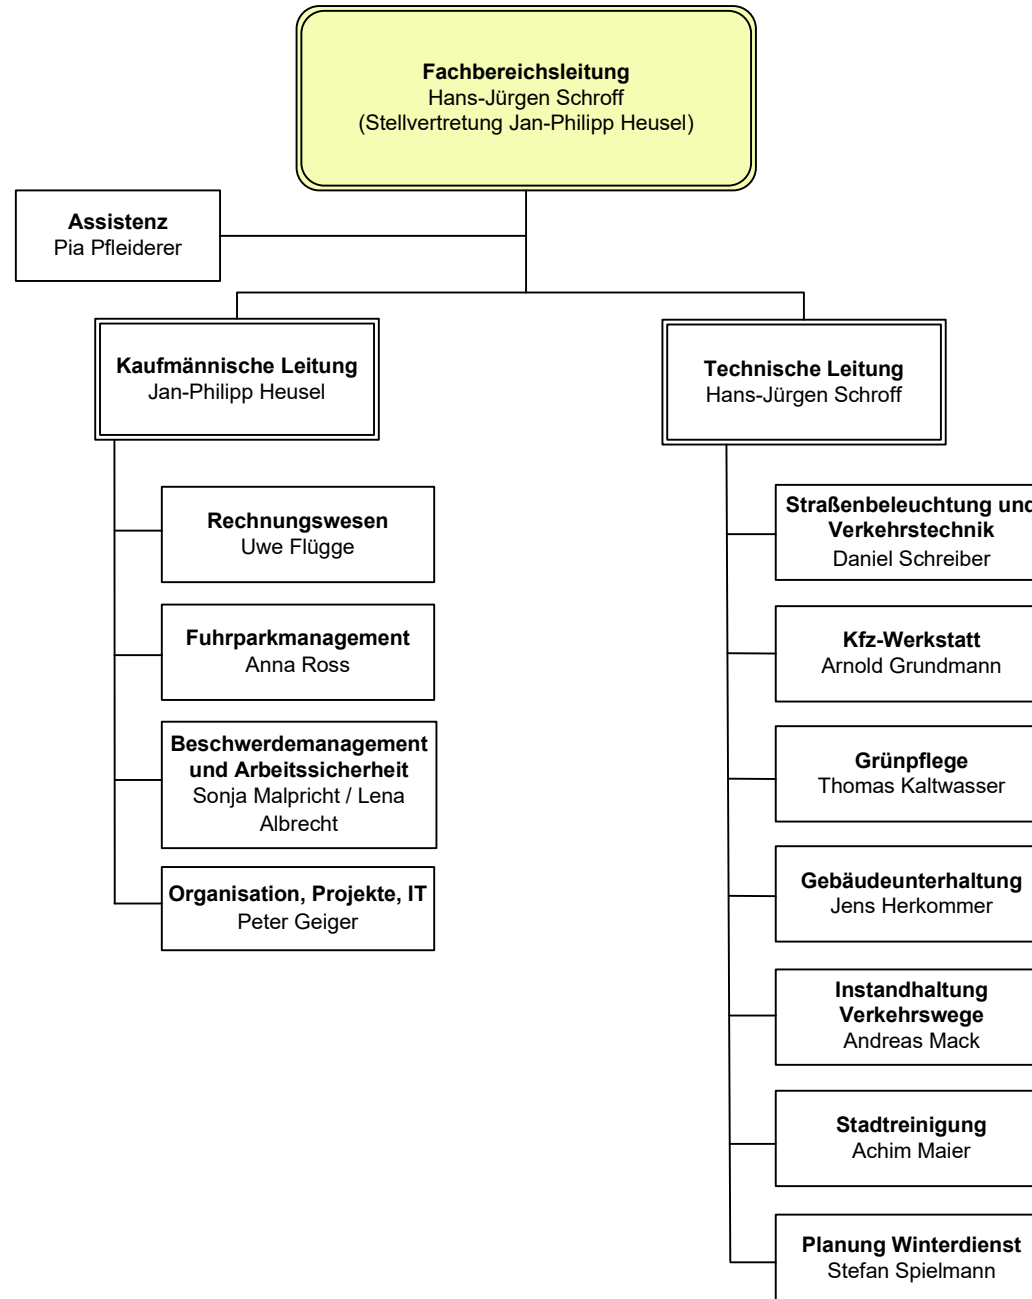 Fachbereichsleitung
Hans-Jürgen Schroff
(Stellvertretung Jan-Philipp Heusel)
Assistenz
Pia Pfleiderer
Kaufmännische Leitung
Jan-Philipp Heusel
Technische Leitung
Hans-Jürgen Schroff
Rechnungswesen
Uwe Flügge
Fuhrparkmanagement
Anna Ross
Beschwerdemanagement
und Arbeitssicherheit
Sonja Malpricht / Lena
Albrecht
Organisation, Projekte, IT
Peter Geiger
Straßenbeleuchtung und
Verkehrstechnik
Daniel Schreiber
Kfz-Werkstatt
Arnold Grundmann
Grünpflege
Thomas Kaltwasser
Gebäudeunterhaltung
Jens Herkommer
Instandhaltung
Verkehrswege
Andreas Mack
Stadtreinigung
Achim Maier
Planung Winterdienst
Stefan Spielmann